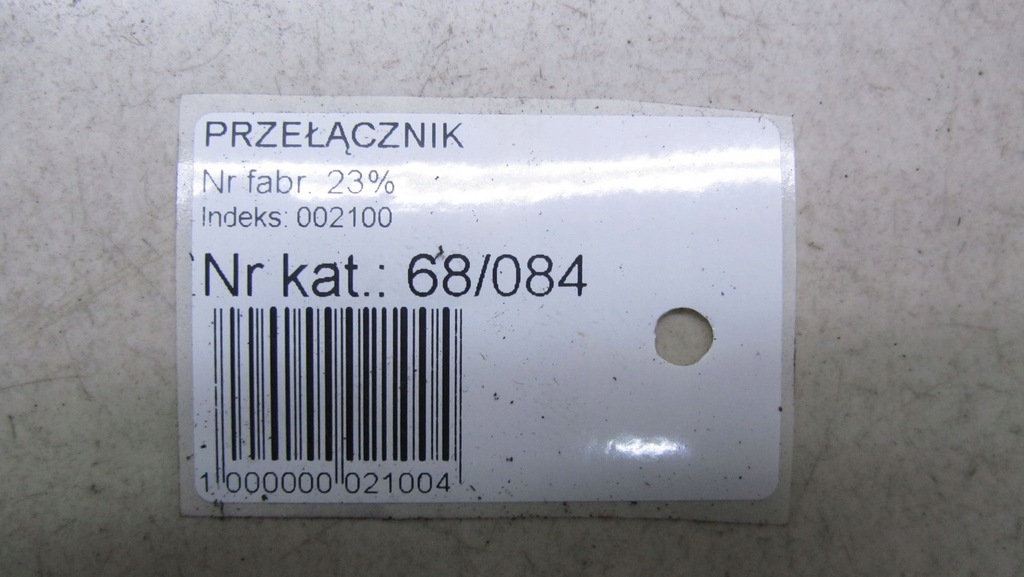 PRZEŁĄCZNIK
Nr fabr. 23%
Indeks: 002100
Nr kat.: 68/084
1 000000 021004